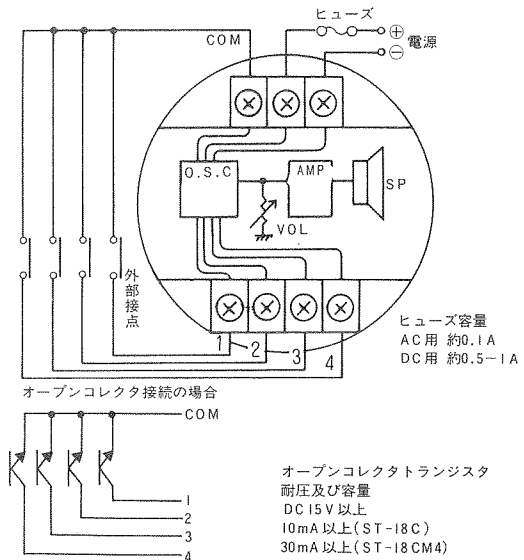 ヒューズ
COM
⊕
電源
⊖
O.S.C
AMP
SP
VOL
外部接点
1
2
3
4
ヒューズ容量
AC用 約0.1A
DC用 約0.5~1A
オープンコレクタ接続の場合
COM
1
2
3
4
オープンコレクタトランジスタ
耐圧及び容量
DC15V以上
10mA以上(ST-18C)
30mA以上(ST-18CM4)